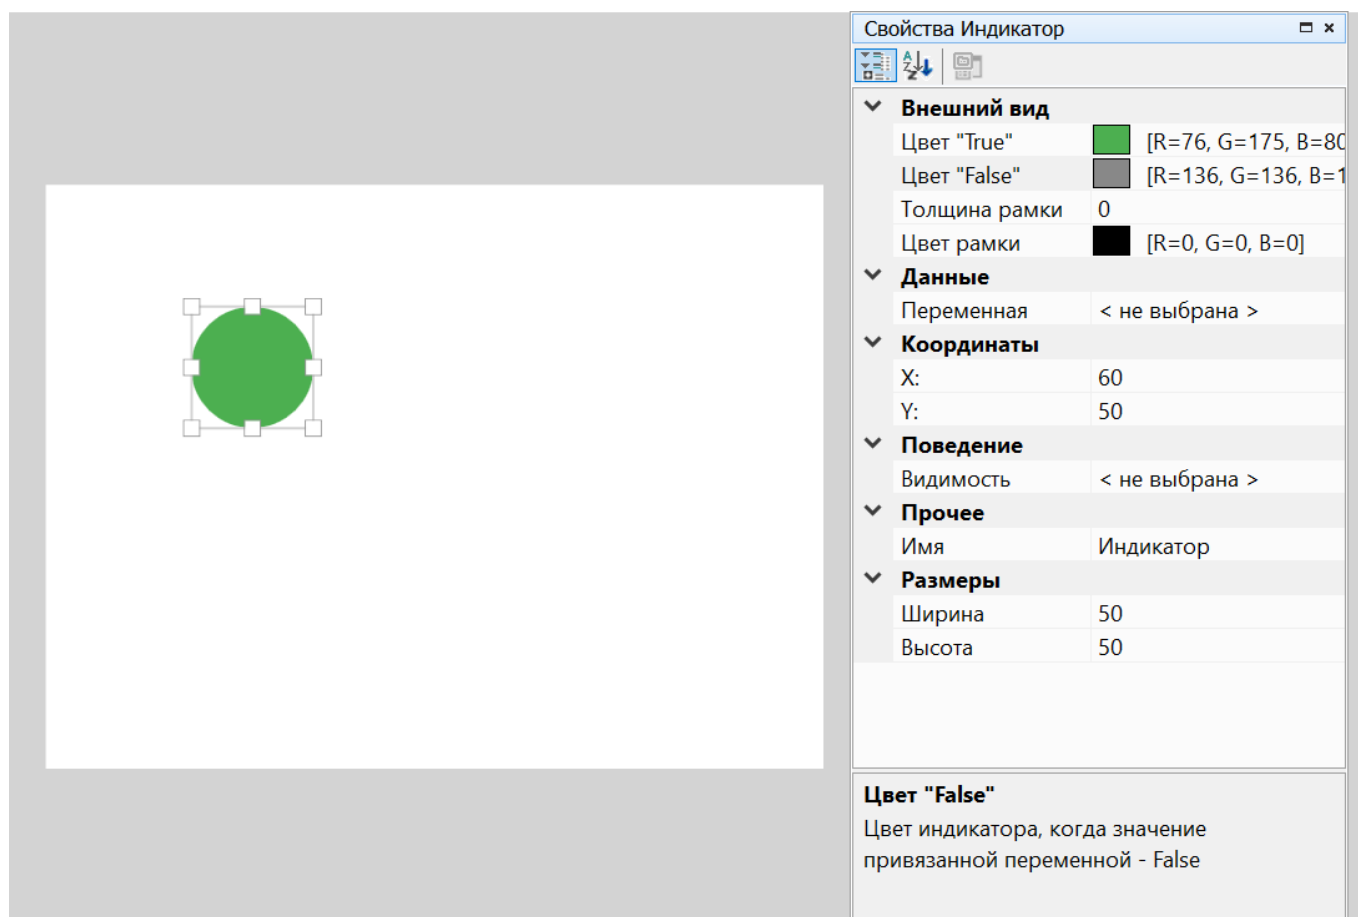 Свойства Индикатор
Внешний вид
Цвет "True" [R=76, G=175, B=80
Цвет "False" [R=136, G=136, B=1
Толщина рамки 0
Цвет рамки [R=0, G=0, B=0]
Данные
Переменная < не выбрана >
Координаты
X: 60
Y: 50
Поведение
Видимость < не выбрана >
Прочее
Имя Индикатор
Размеры
Ширина 50
Высота 50
Цвет "False"
Цвет индикатора, когда значение
привязанной переменной - False